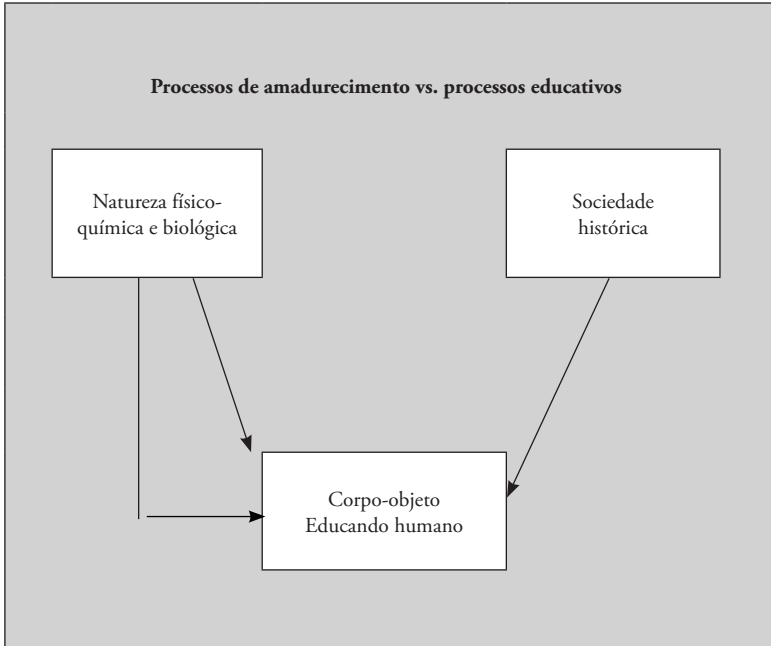 Processos de amadurecimento vs. processos educativos
Natureza físico-
química e biológica
Sociedade
histórica
Corpo-objeto
Educando humano